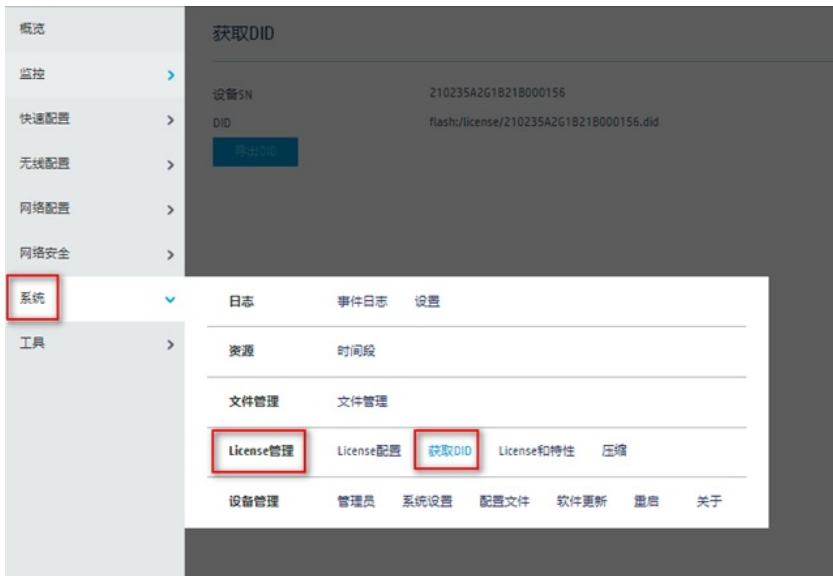 概览
获取DID
监控
设备SN 210235A2G1B21B000156
快速配置
DID flash:/license/210235A2G1B21B000156.did
导出DID
无线配置
网络配置
网络安全
系统
日志 事件日志 设置
工具
资源 时间段
文件管理 文件管理
License管理 License配置 获取DID License和特性 压缩
设备管理 管理员 系统设置 配置文件 软件更新 重启 关于